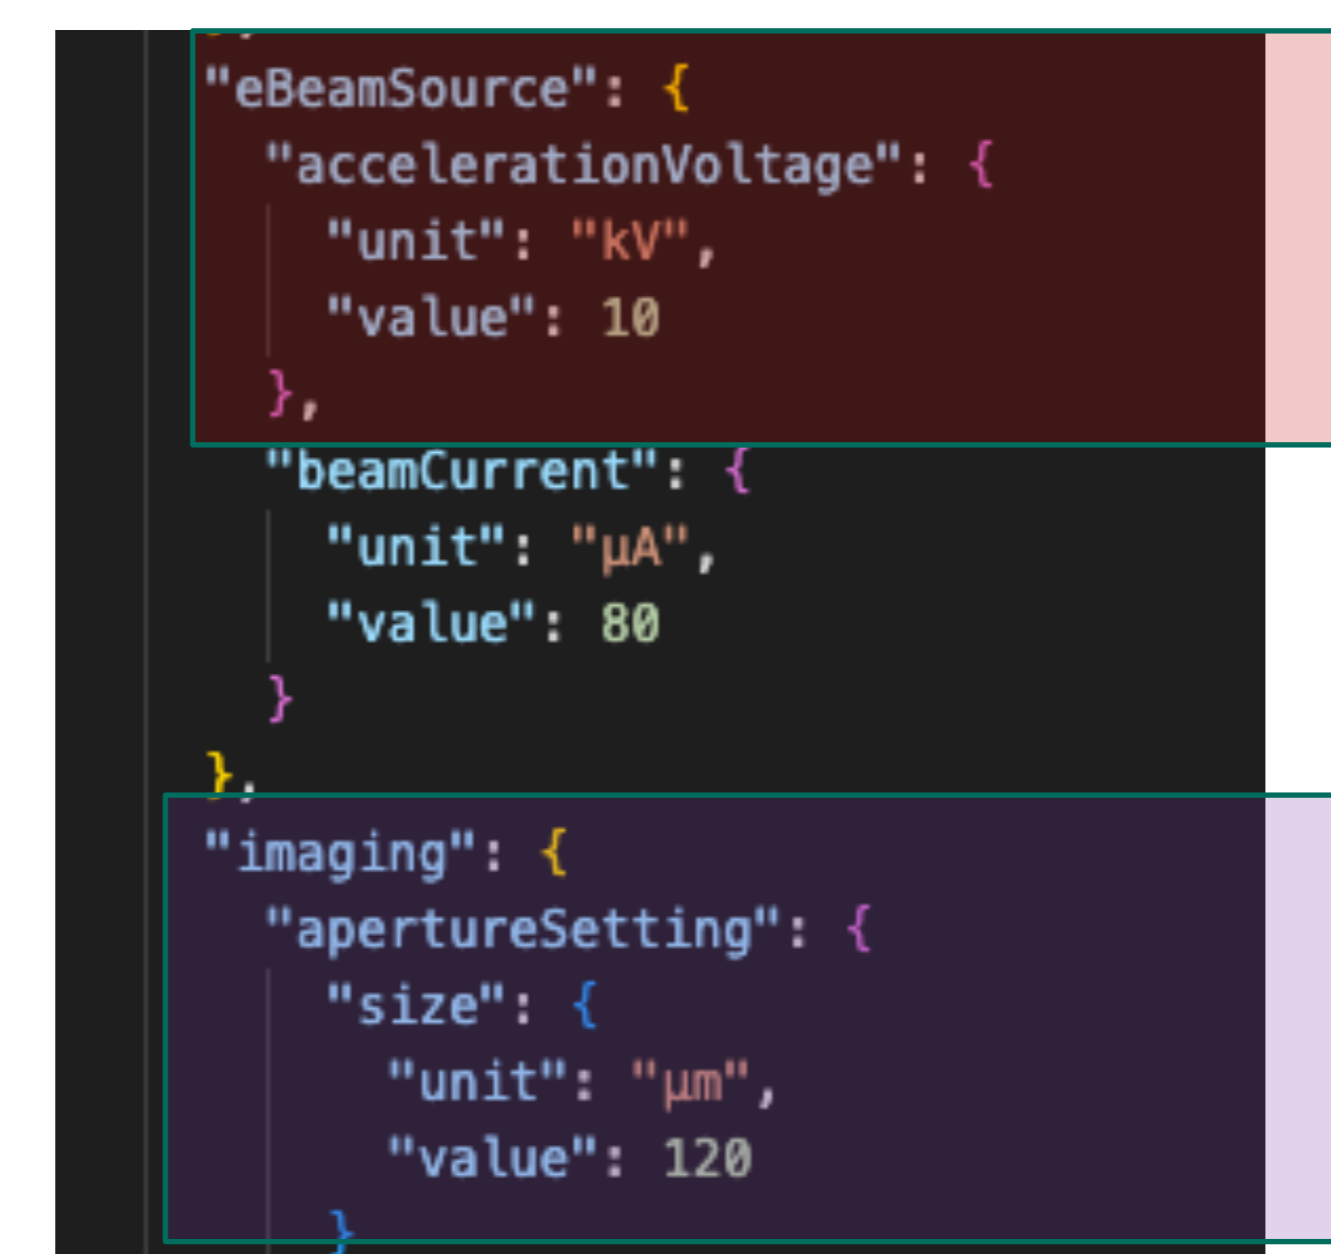 "eBeamSource": {
"accelerationVoltage": {
"unit": "kV",
"value": 10
},
"beamCurrent": {
"unit": "µA",
"value": 80
}
},
"imaging": {
"apertureSetting": {
"size": {
"unit": "µm",
"value": 120
}